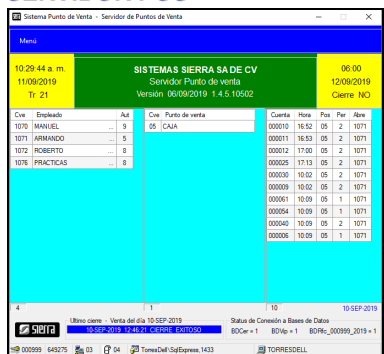 Sistema Punto de Venta - Servidor de Puntos de Venta
Menú
10:29:44 a. m.
11/09/2019
Tr 21
SISTEMAS SIERRA SA DE CV
Servidor Punto de venta
Versión 06/09/2019 1.4.5.10502
06:00
12/09/2019
Cierre NO
Cve Empleado Aut
1070 MANUEL ... 9
1071 ARMANDO ... 5
1072 ROBERTO ... 8
1076 PRACTICAS ... 8
Cve Punto de venta
05 CAJA
Cuenta Hora Pos Per Abre
000010 16:52 05 2 1071
000011 16:53 05 2 1071
000012 17:00 05 2 1071
000025 17:13 05 2 1071
000030 10:02 05 2 1071
000009 10:02 05 2 1071
000061 10:09 05 1 1071
000054 10:09 05 1 1071
000040 10:09 05 2 1071
000006 10:09 05 1 1071
4 1 10 10-SEP-2019
Ultimo cierre - Venta del día 10-SEP-2019
10-SEP-2019 12:46:21 CIERRE EXITOSO
Status de Conexión a Bases de Datos
BDCer = 1 BDVip = 1 BDRfc_000999_2019 = 1
sierra
000999 649275 03 04 TorresDell\SqlExpress,1433 TORRESDELL